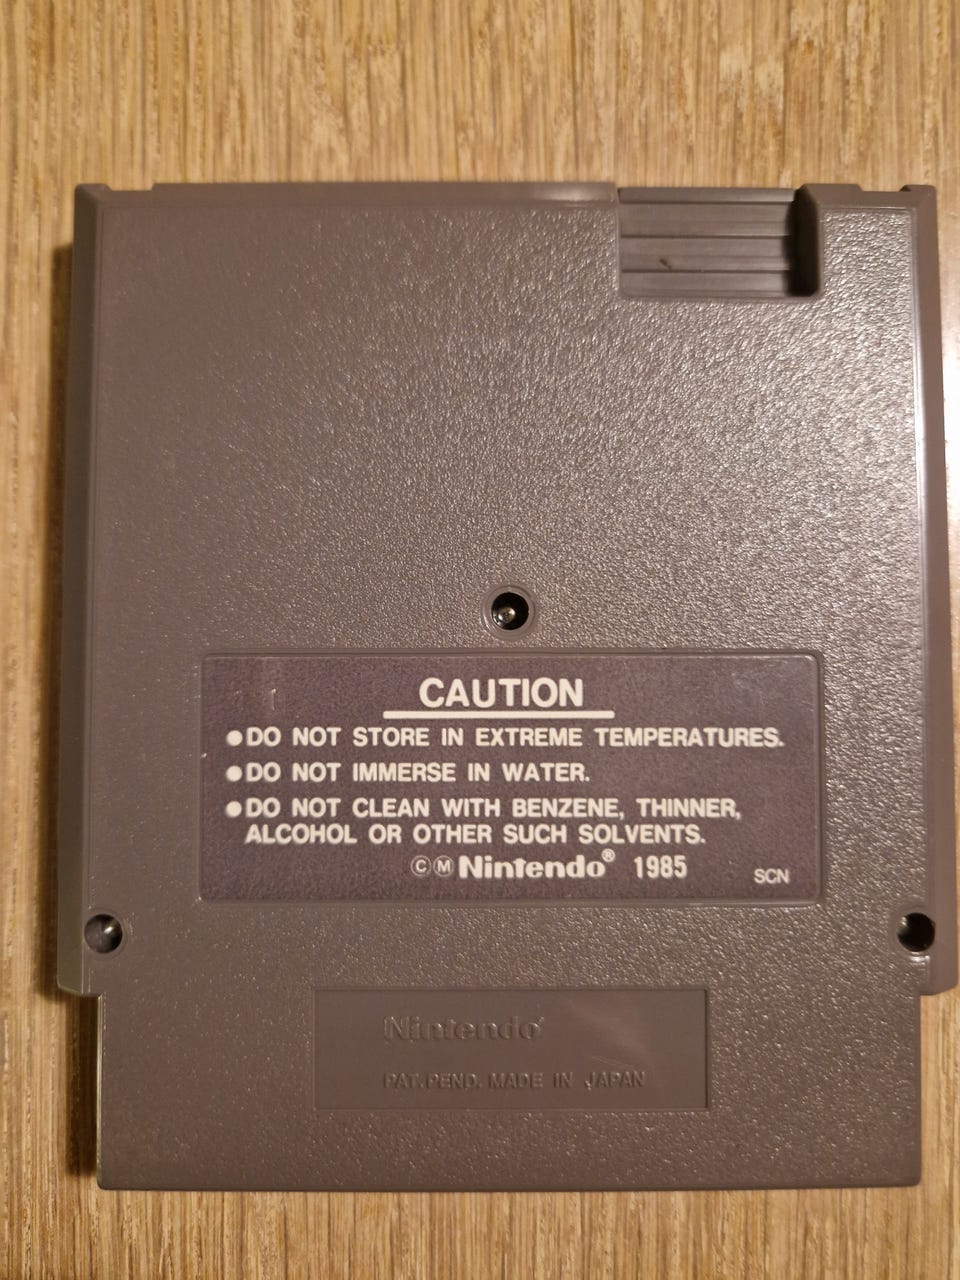 CAUTION
●DO NOT STORE IN EXTREME TEMPERATURES.
●DO NOT IMMERSE IN WATER.
●DO NOT CLEAN WITH BENZENE, THINNER,
ALCOHOL OR OTHER SUCH SOLVENTS.
ⒸⓂNintendo® 1985
SCN
Nintendo®
PAT.PEND. MADE IN JAPAN